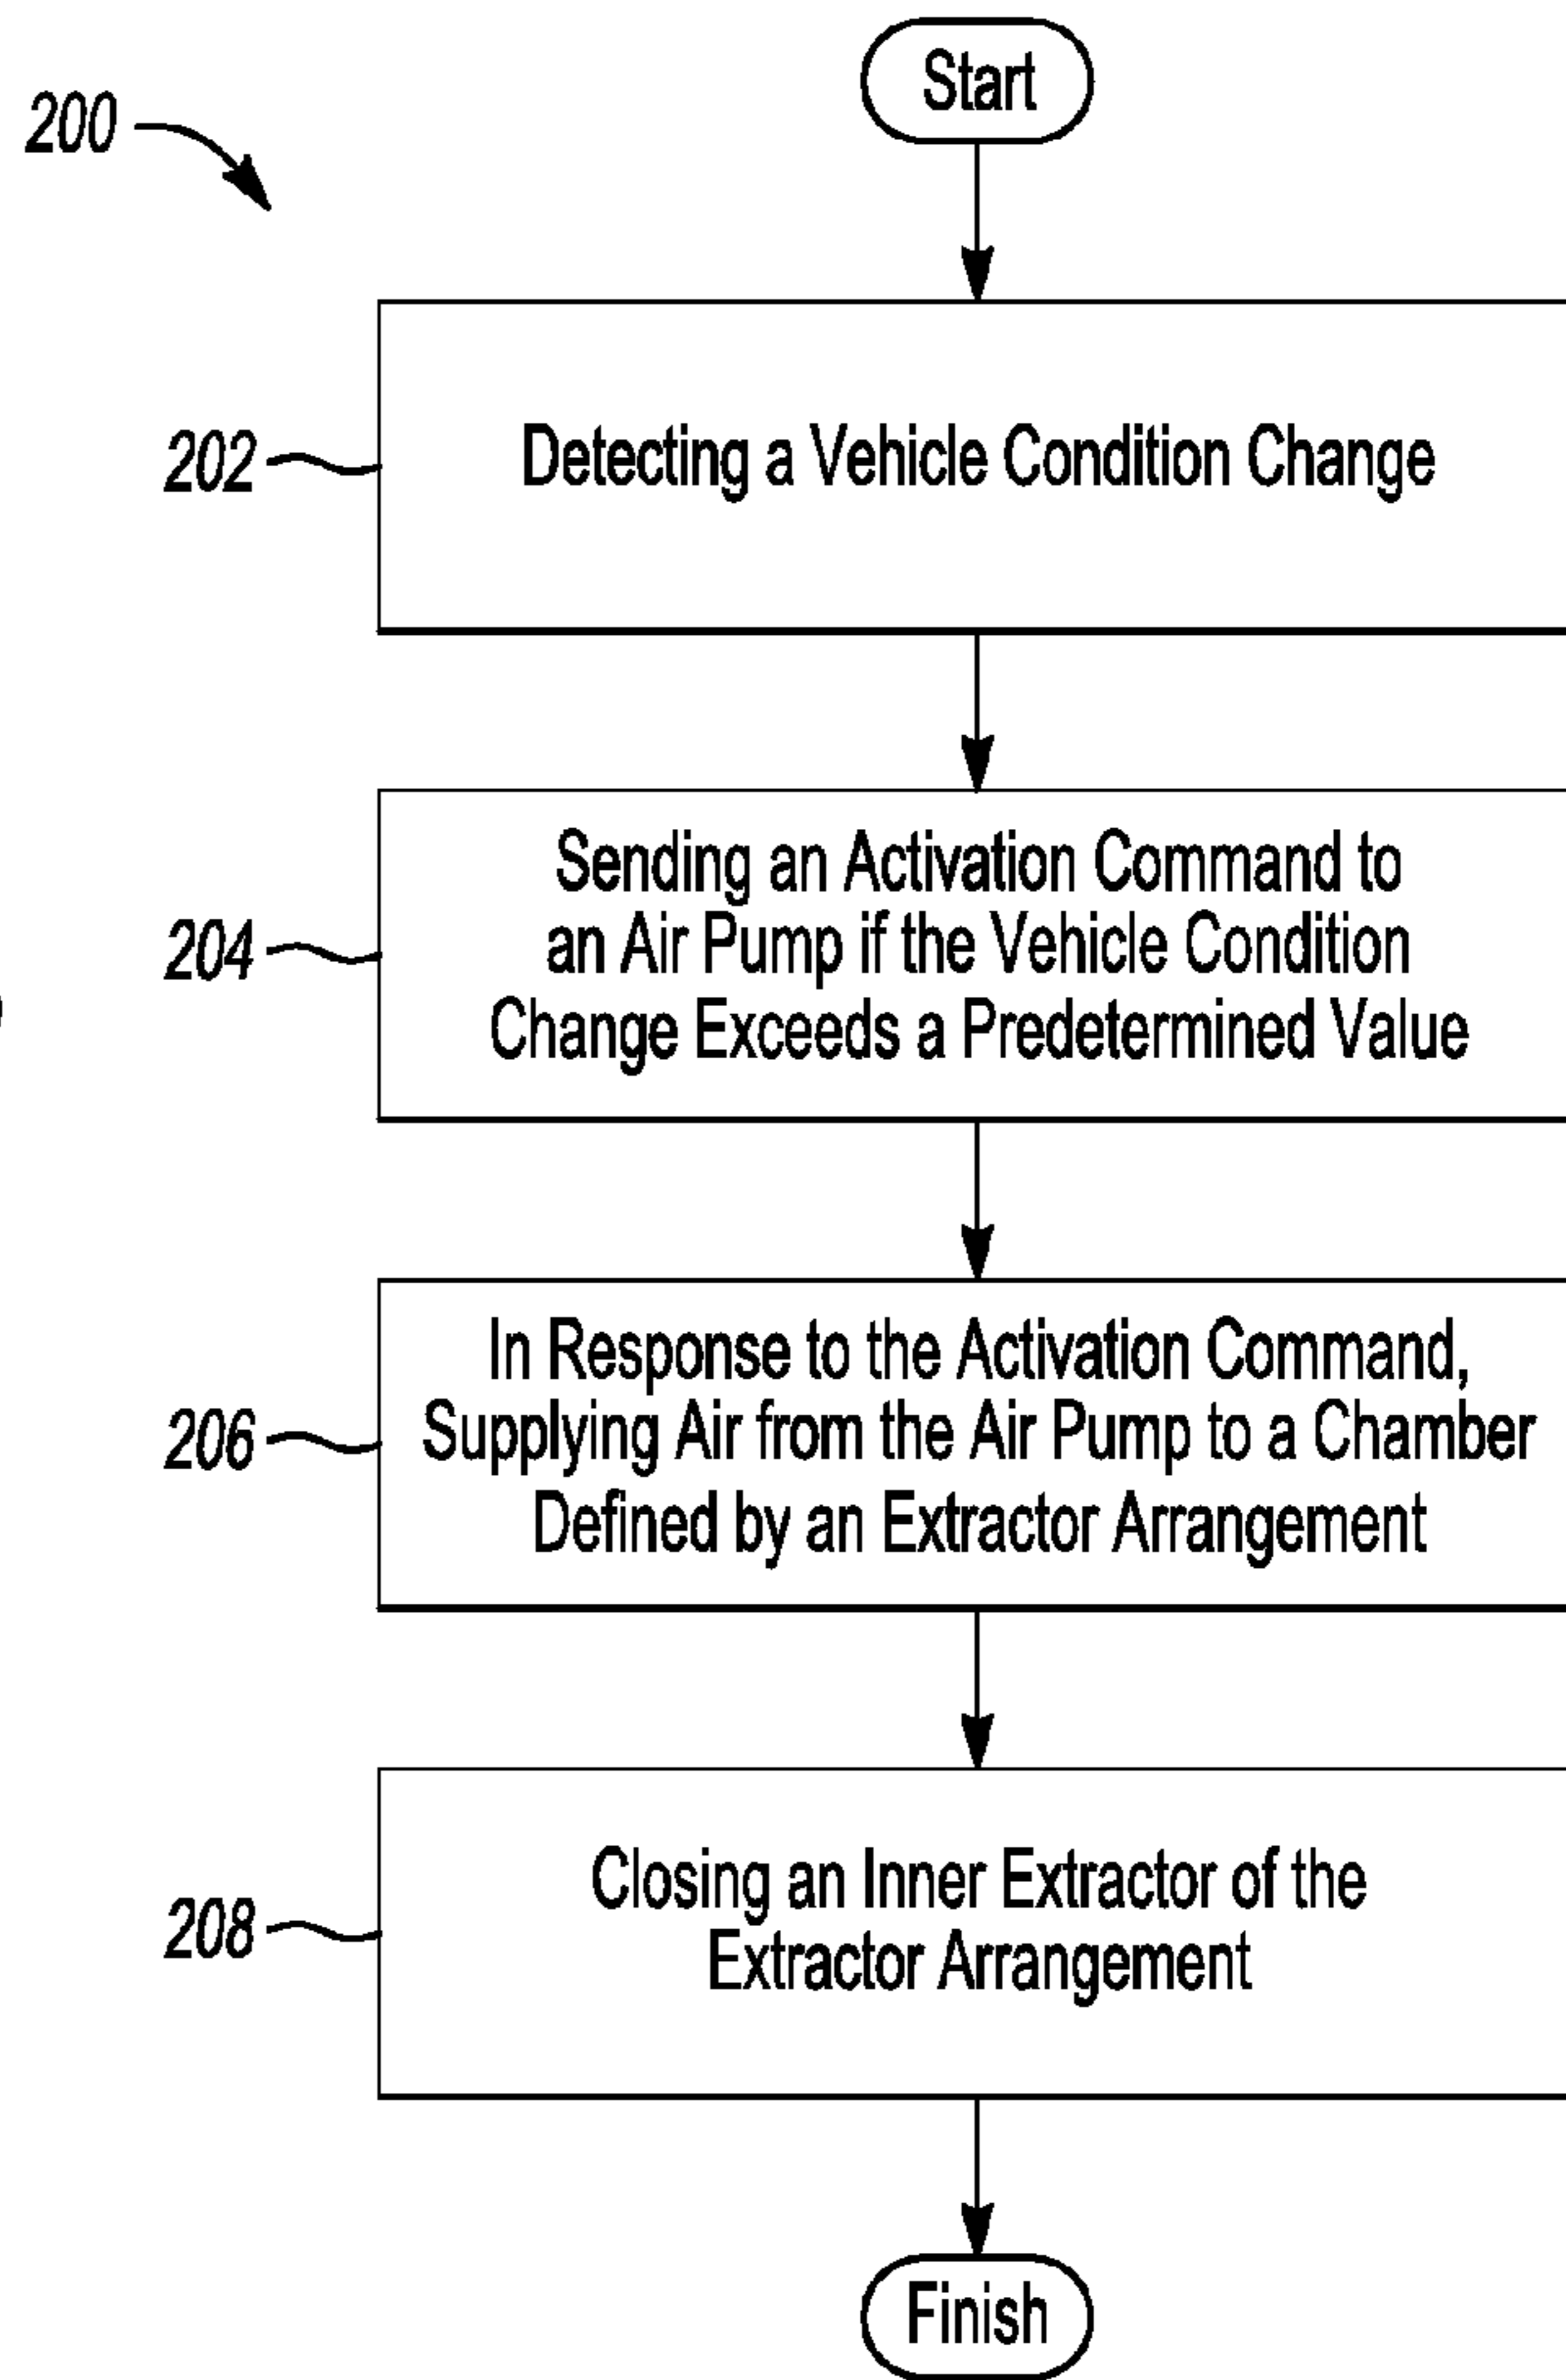 Start
200
202
Detecting a Vehicle Condition Change
204
Sending an Activation Command to
an Air Pump if the Vehicle Condition
Change Exceeds a Predetermined Value
206
In Response to the Activation Command,
Supplying Air from the Air Pump to a Chamber
Defined by an Extractor Arrangement
208
Closing an Inner Extractor of the
Extractor Arrangement
Finish